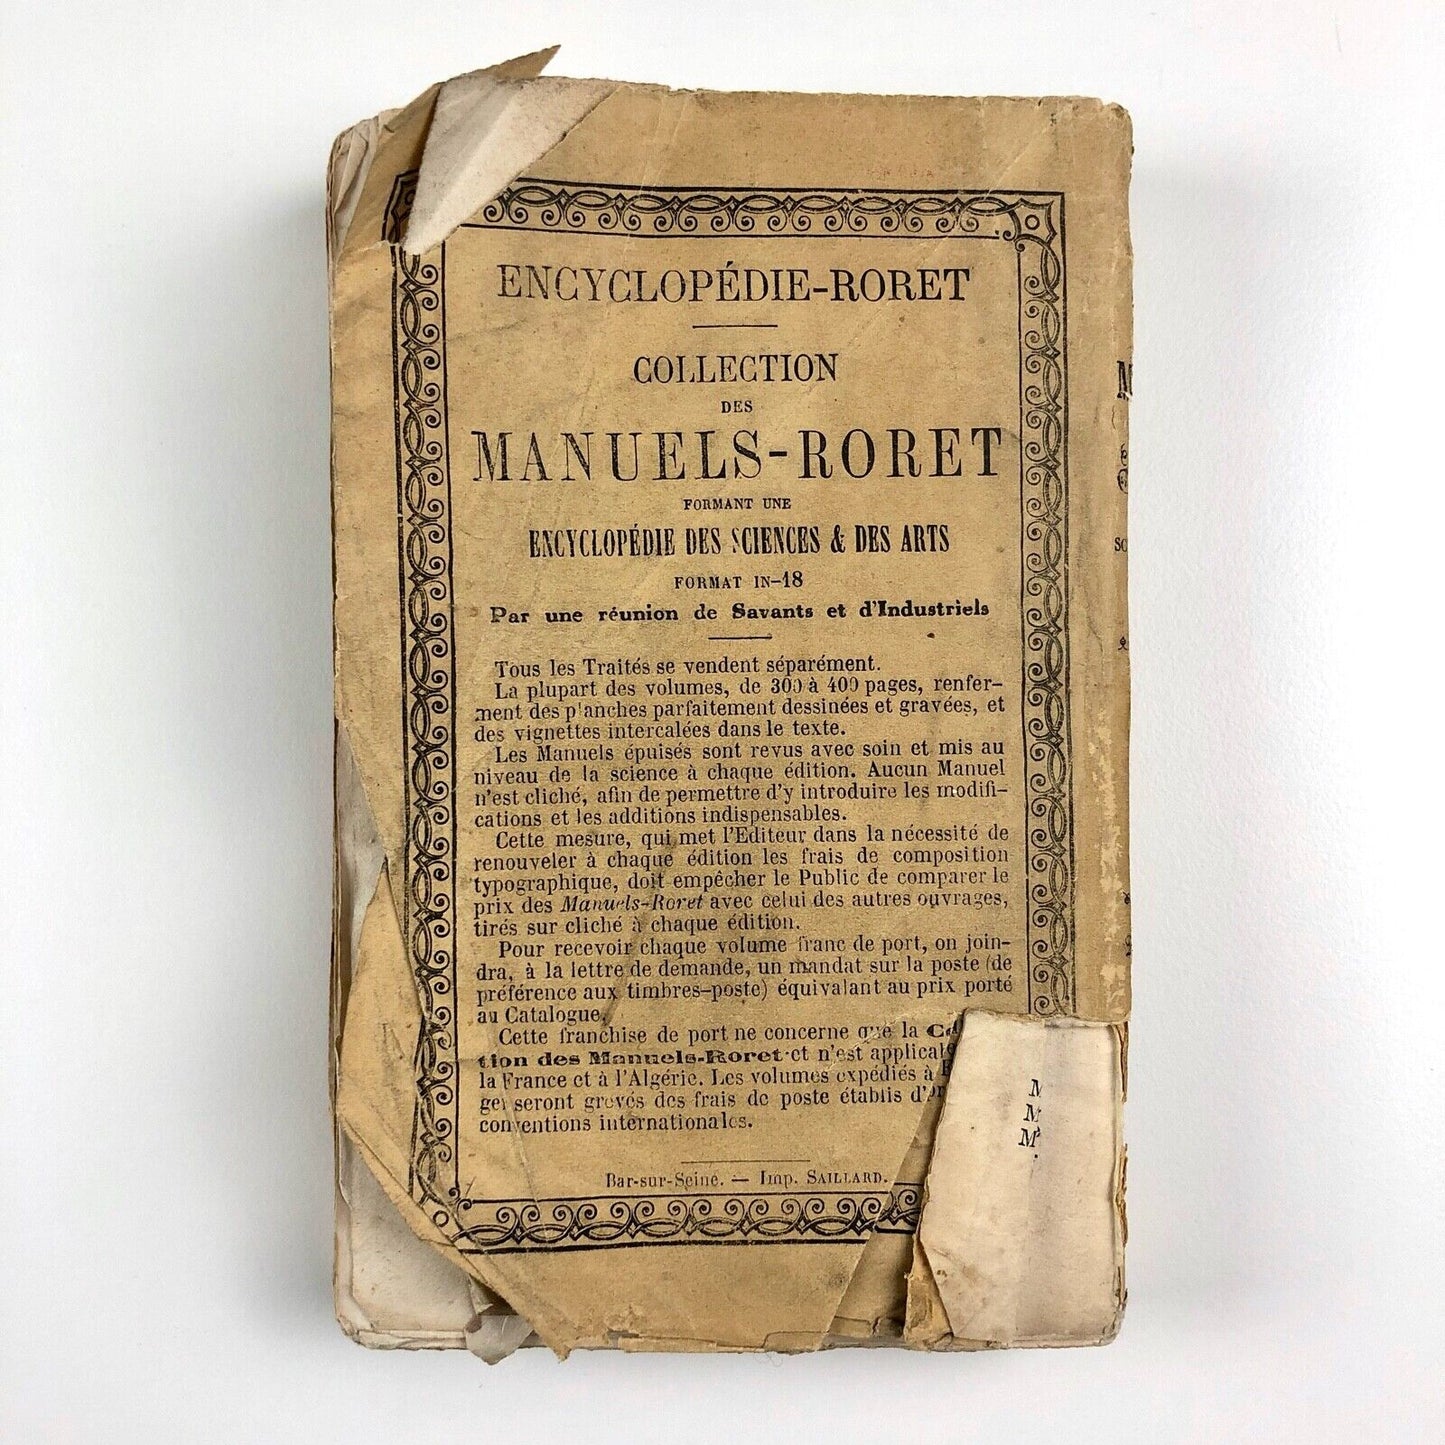 ENCYCLOPÉDIE-RORET
COLLECTION
DES
MANUELS-RORET
FORMANT UNE
ENCYCLOPÉDIE DES SCIENCES & DES ARTS
FORMAT IN-18
Par une réunion de Savants et d'Industriels
Tous les Traités se vendent séparément.
La plupart des volumes, de 300 à 400 pages, renfer-
ment des planches parfaitement dessinées et gravées, et
des vignettes intercalées dans le texte.
Les Manuels épuisés sont revus avec soin et mis au
niveau de la science à chaque édition. Aucun Manuel
n'est cliché, afin de permettre d'y introduire les modifi-
cations et les additions indispensables.
Cette mesure, qui met l'Editeur dans la nécessité de
renouveler à chaque édition les frais de composition
typographique, doit empêcher le Public de comparer le
prix des Manuels-Roret avec celui des autres ouvrages,
tirés sur cliché à chaque édition.
Pour recevoir chaque volume franc de port, on join-
dra, à la lettre de demande, un mandat sur la poste (de
préférence aux timbres-poste) équivalant au prix porté
au Catalogue.
Cette franchise de port ne concerne que la
tion des Manuels-Roret et n'est
la France et à l'Algérie. Les volumes expédiés à
seront grevés des frais de poste établis
conventions internationales.
Bar-sur-Seine. — Imp. SAILLARD.
M
M
M